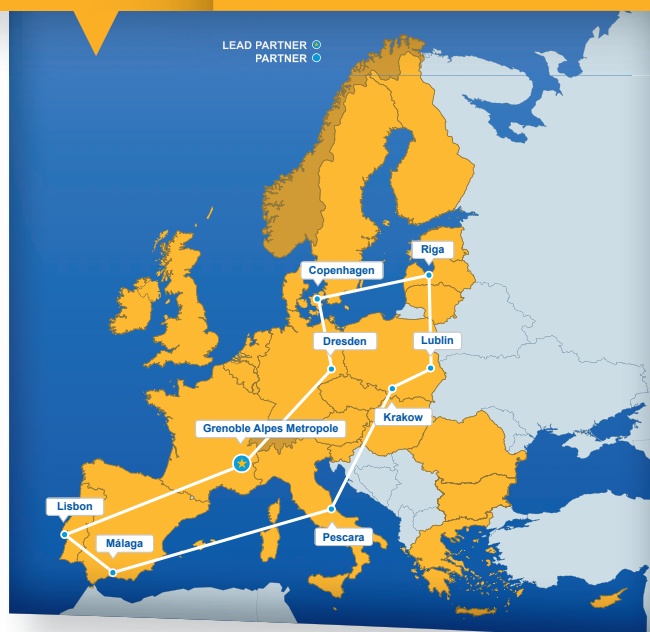 LEAD PARTNER
PARTNER
Riga
Copenhagen
Dresden
Lublin
Krakow
Grenoble Alpes Metropole
Lisbon
Pescara
Málaga